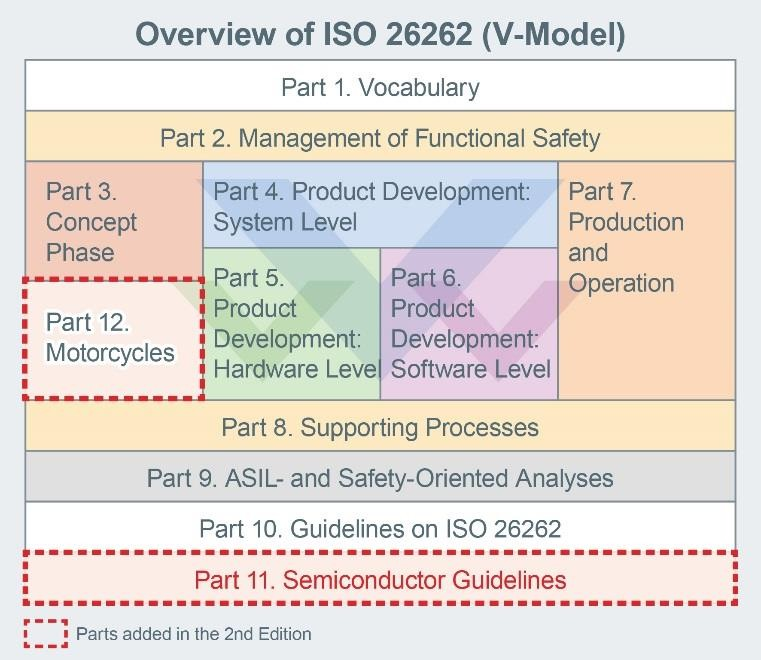 Overview of ISO 26262 (V-Model)
Part 1. Vocabulary
Part 2. Management of Functional Safety
Part 3.
Concept
Phase
Part 12.
Motorcycles
Part 4. Product Development:
System Level
Part 5.
Product
Development:
Hardware Level
Part 6.
Product
Development:
Software Level
Part 7.
Production
and
Operation
Part 8. Supporting Processes
Part 9. ASIL- and Safety-Oriented Analyses
Part 10. Guidelines on ISO 26262
Part 11. Semiconductor Guidelines
Parts added in the 2nd Edition